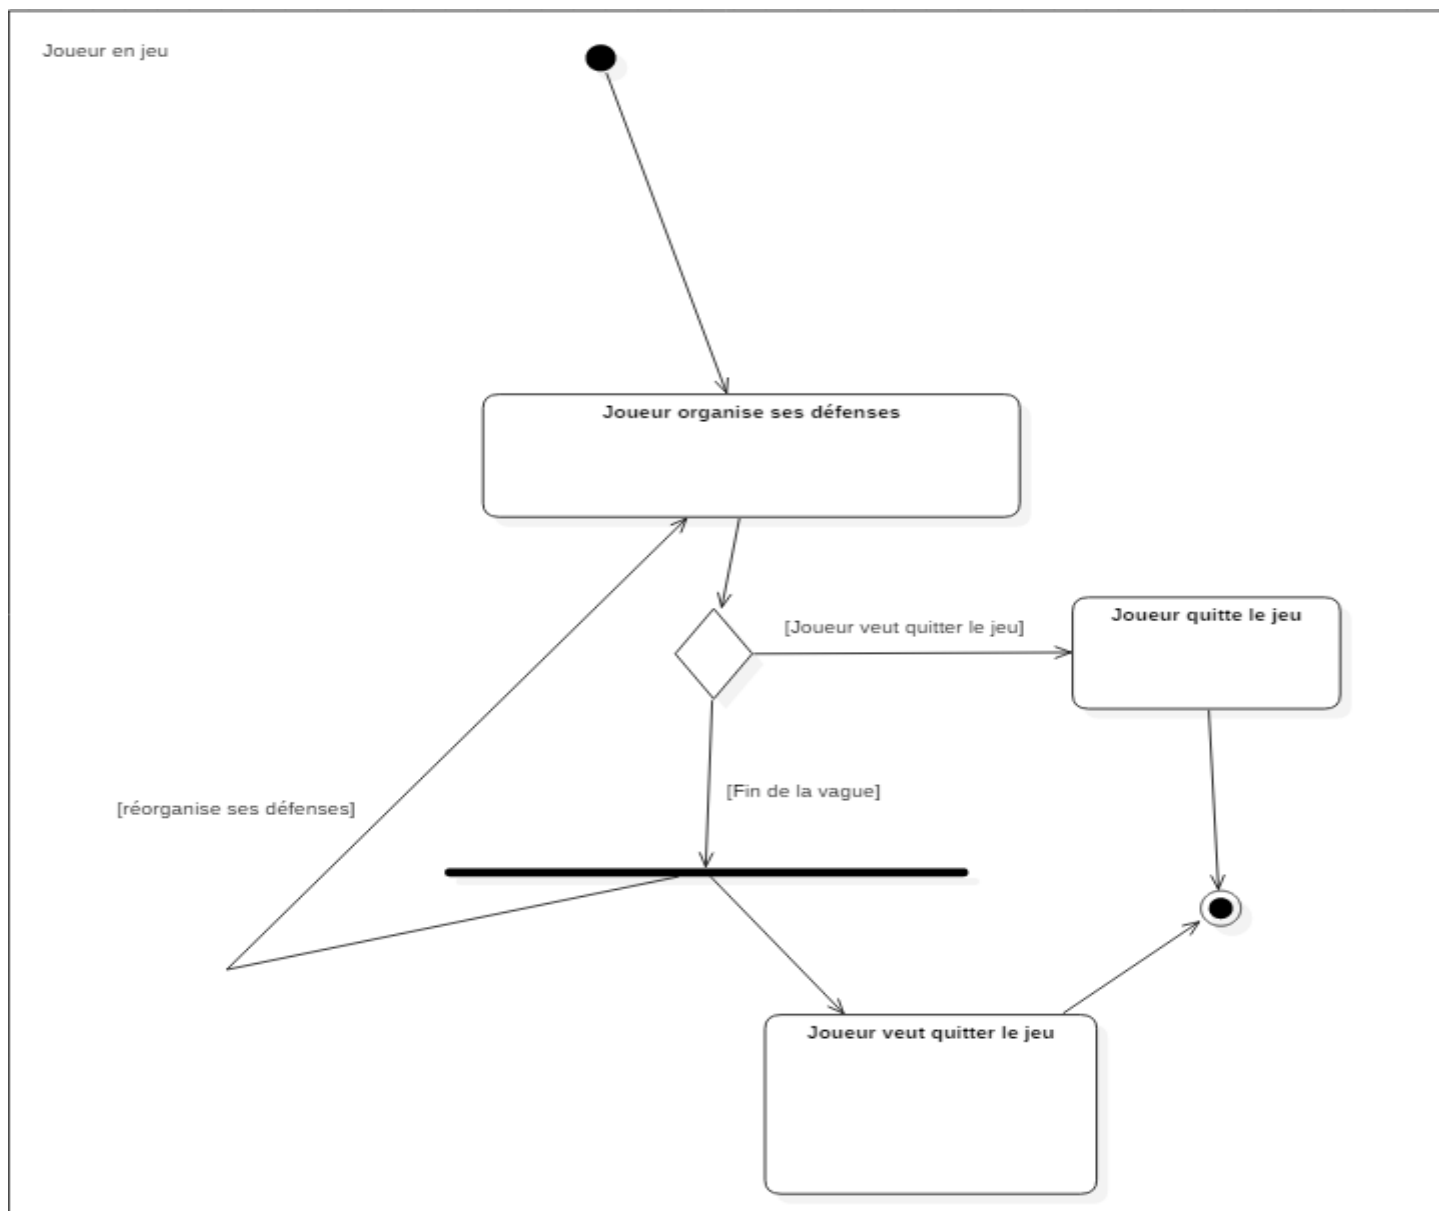 Joueur en jeu
Joueur organise ses défenses
[Joueur veut quitter le jeu]
Joueur quitte le jeu
[Fin de la vague]
[réorganise ses défenses]
Joueur veut quitter le jeu